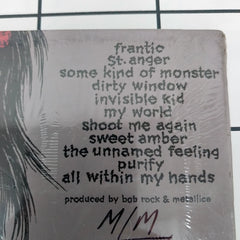 frantic
St. anger
some kind of monster
dirty window
invisible kid
my world
shoot me again
sweet amber
the unnamed feeling
purify
all within my hands
produced by bob rock & metallica
M/M